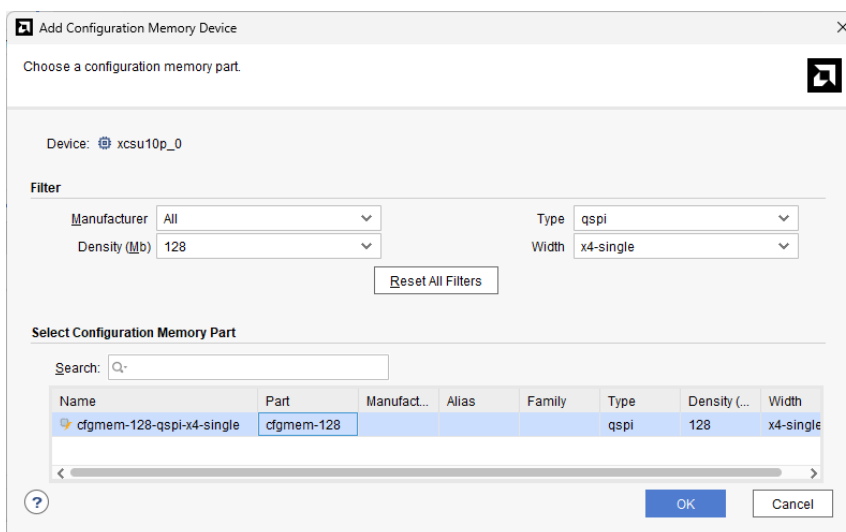 Add Configuration Memory Device
Choose a configuration memory part.
Device: xcsu10p_0
Filter
Manufacturer All Type qspi
Density (Mb) 128 Width x4-single
Reset All Filters
Select Configuration Memory Part
Search:
Name Part Manufact... Alias Family Type Density (... Width
cfgmem-128-qspi-x4-single cfgmem-128 qspi 128 x4-single
? OK Cancel